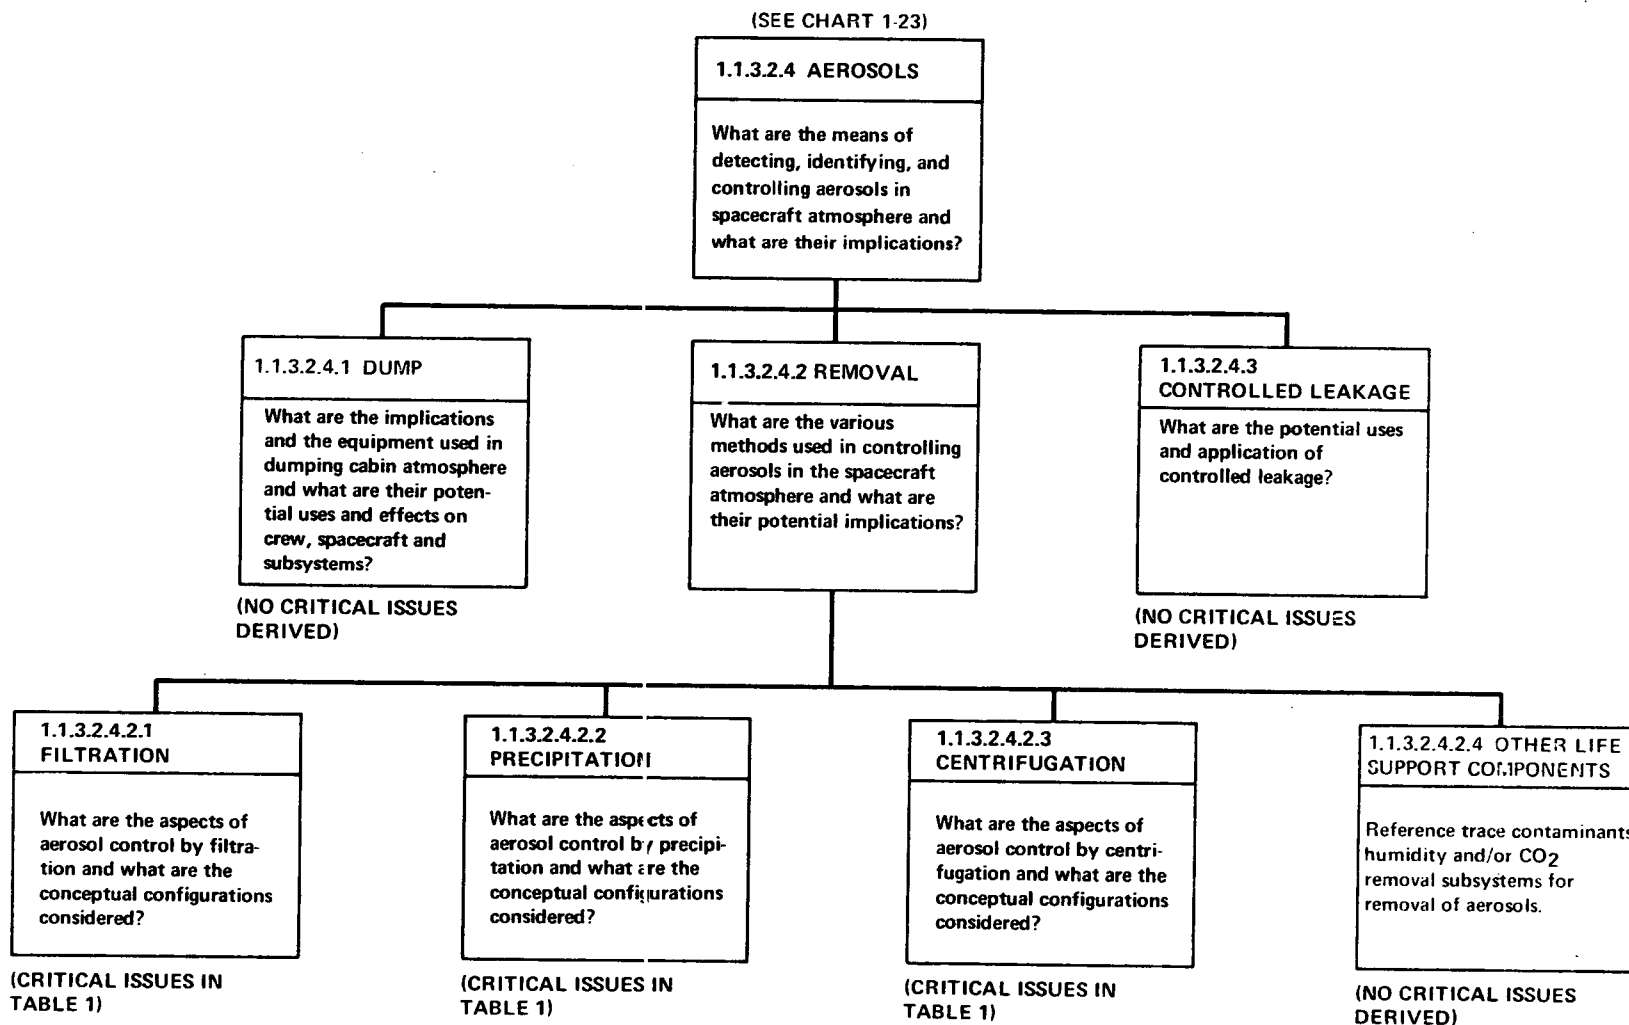 (SEE CHART 1-23)
1.1.3.2.4 AEROSOLS
What are the means of
detecting, identifying, and
controlling aerosols in
spacecraft atmosphere and
what are their implications?
1.1.3.2.4.1 DUMP
What are the implications
and the equipment used in
dumping cabin atmosphere
and what are their poten-
tial uses and effects on
crew, spacecraft and
subsystems?
(NO CRITICAL ISSUES
DERIVED)
1.1.3.2.4.2 REMOVAL
What are the various
methods used in controlling
aerosols in the spacecraft
atmosphere and what are
their potential implications?
1.1.3.2.4.3
CONTROLLED LEAKAGE
What are the potential uses
and application of
controlled leakage?
(NO CRITICAL ISSUES
DERIVED)
1.1.3.2.4.2.1
FILTRATION
What are the aspects of
aerosol control by filtra-
tion and what are the
conceptual configurations
considered?
(CRITICAL ISSUES IN
TABLE 1)
1.1.3.2.4.2.2
PRECIPITATION
What are the aspects of
aerosol control by precipi-
tation and what are the
conceptual configurations
considered?
(CRITICAL ISSUES IN
TABLE 1)
1.1.3.2.4.2.3
CENTRIFUGATION
What are the aspects of
aerosol control by centri-
fugation and what are the
conceptual configurations
considered?
(CRITICAL ISSUES IN
TABLE 1)
1.1.3.2.4.2.4 OTHER LIFE
SUPPORT COMPONENTS
Reference trace contaminants
humidity and/or CO2
removal subsystems for
removal of aerosols.
(NO CRITICAL ISSUES
DERIVED)